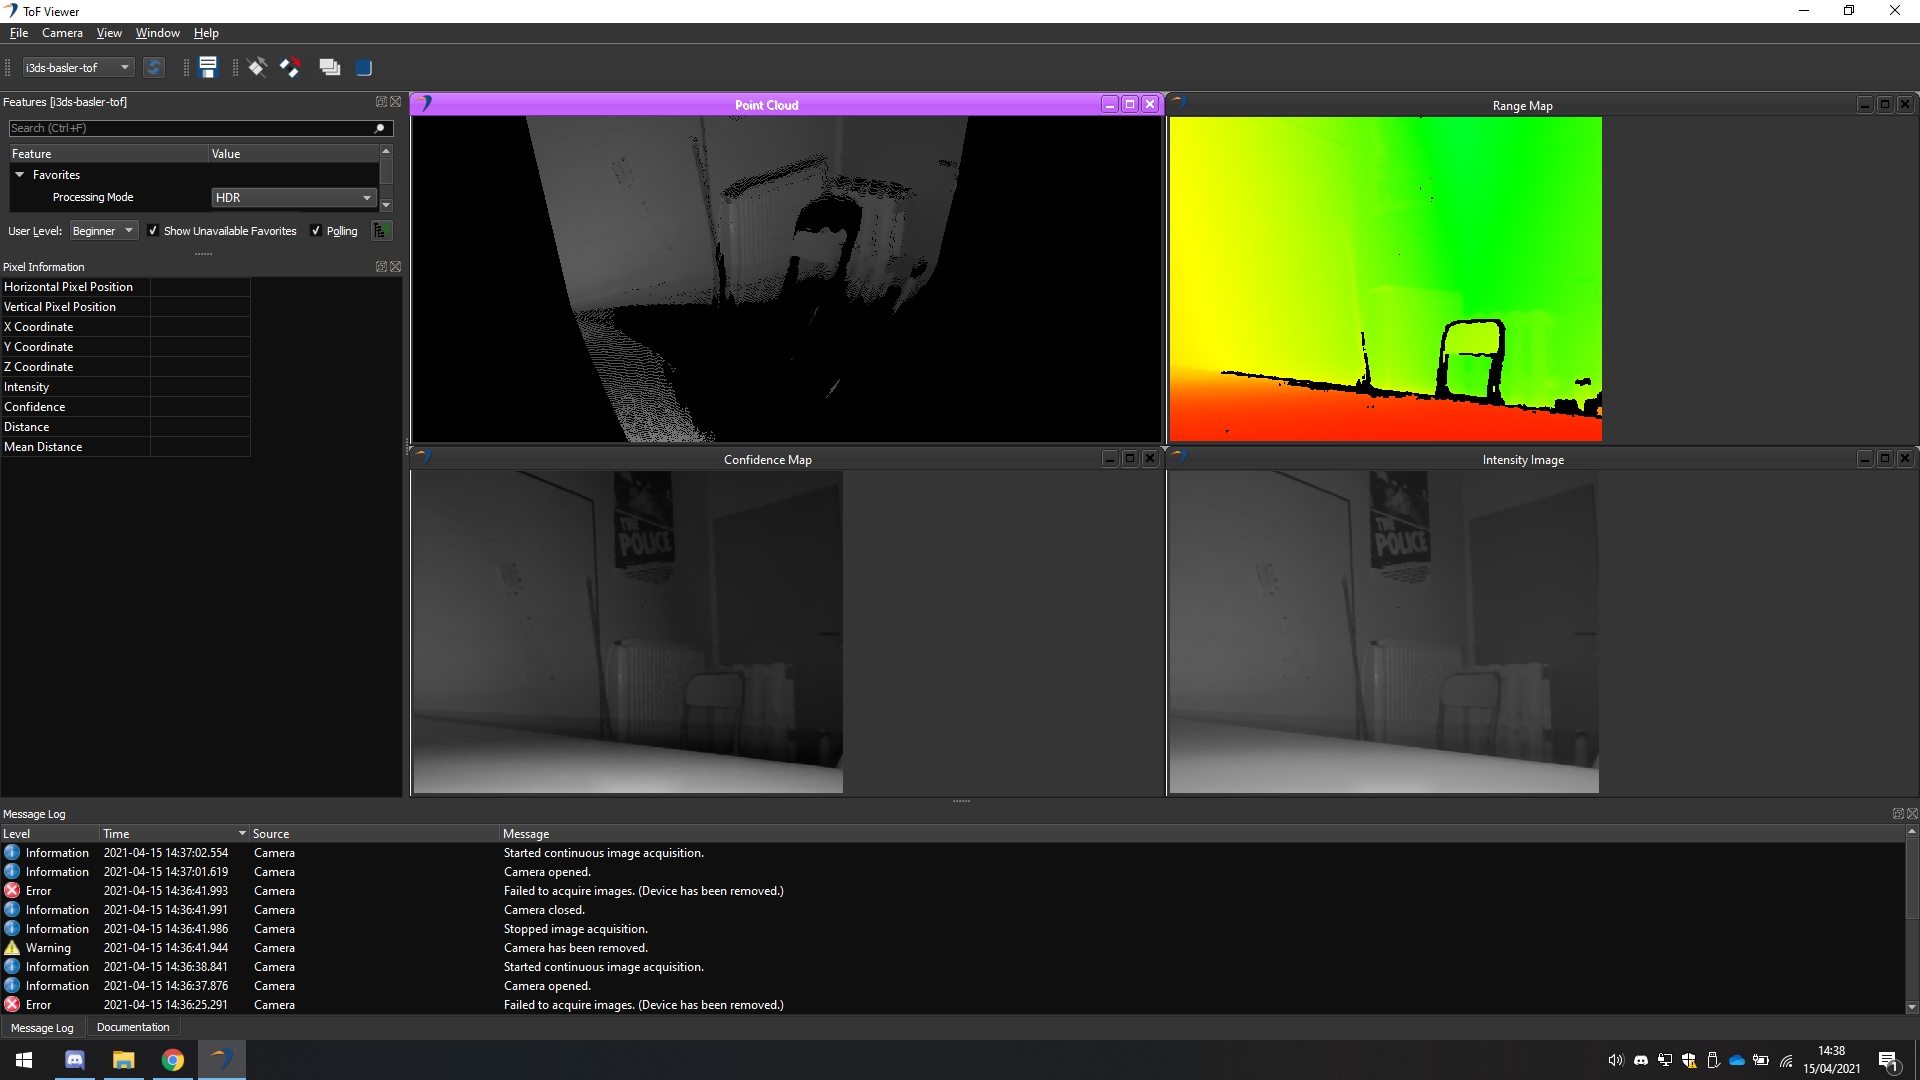 ToF Viewer
File Camera View Window Help
i3ds-basler-tof
Features [i3ds-basler-tof]
Search (Ctrl+F)
Feature Value
Favorites
Processing Mode HDR
User Level: Beginner Show Unavailable Favorites Polling
Pixel Information
Horizontal Pixel Position
Vertical Pixel Position
X Coordinate
Y Coordinate
Z Coordinate
Intensity
Confidence
Distance
Mean Distance
Point Cloud
Range Map
Confidence Map
THE
POLICE
Intensity Image
THE
POLICE
Message Log
Level Time Source Message
Information 2021-04-15 14:37:02.554 Camera Started continuous image acquisition.
Information 2021-04-15 14:37:01.619 Camera Camera opened.
Error 2021-04-15 14:36:41.993 Camera Failed to acquire images. (Device has been removed.)
Information 2021-04-15 14:36:41.991 Camera Camera closed.
Information 2021-04-15 14:36:41.986 Camera Stopped image acquisition.
Warning 2021-04-15 14:36:41.944 Camera Camera has been removed.
Information 2021-04-15 14:36:38.841 Camera Started continuous image acquisition.
Information 2021-04-15 14:36:37.876 Camera Camera opened.
Error 2021-04-15 14:36:25.291 Camera Failed to acquire images. (Device has been removed.)
Message Log Documentation
14:38
15/04/2021
1